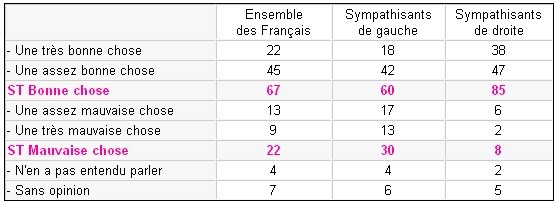 Ensemble des Français Sympathisants de gauche Sympathisants de droite
- Une très bonne chose 22 18 38
- Une assez bonne chose 45 42 47
ST Bonne chose 67 60 85
- Une assez mauvaise chose 13 17 6
- Une très mauvaise chose 9 13 2
ST Mauvaise chose 22 30 8
- N'en a pas entendu parler 4 4 2
- Sans opinion 7 6 5